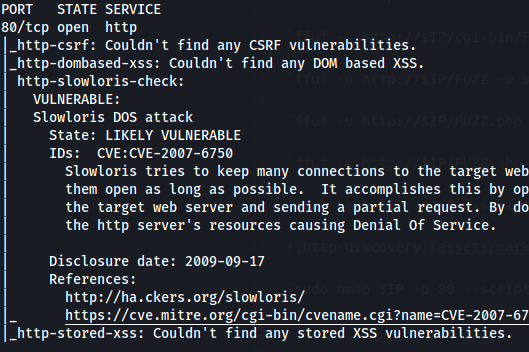 PORT   STATE SERVICE
80/tcp open  http
|_http-csrf: Couldn't find any CSRF vulnerabilities.
|_http-dombased-xss: Couldn't find any DOM based XSS.
| http-slowloris-check:
|   VULNERABLE:
|   Slowloris DOS attack
|     State: LIKELY VULNERABLE
|     IDs:  CVE:CVE-2007-6750
|       Slowloris tries to keep many connections to the target web
|       them open as long as possible.  It accomplishes this by op
|       the target web server and sending a partial request. By do
|       the http server's resources causing Denial Of Service.
|
|     Disclosure date: 2009-09-17
|     References:
|       http://ha.ckers.org/slowloris/
|_      https://cve.mitre.org/cgi-bin/cvename.cgi?name=CVE-2007-67
|_http-stored-xss: Couldn't find any stored XSS vulnerabilities.